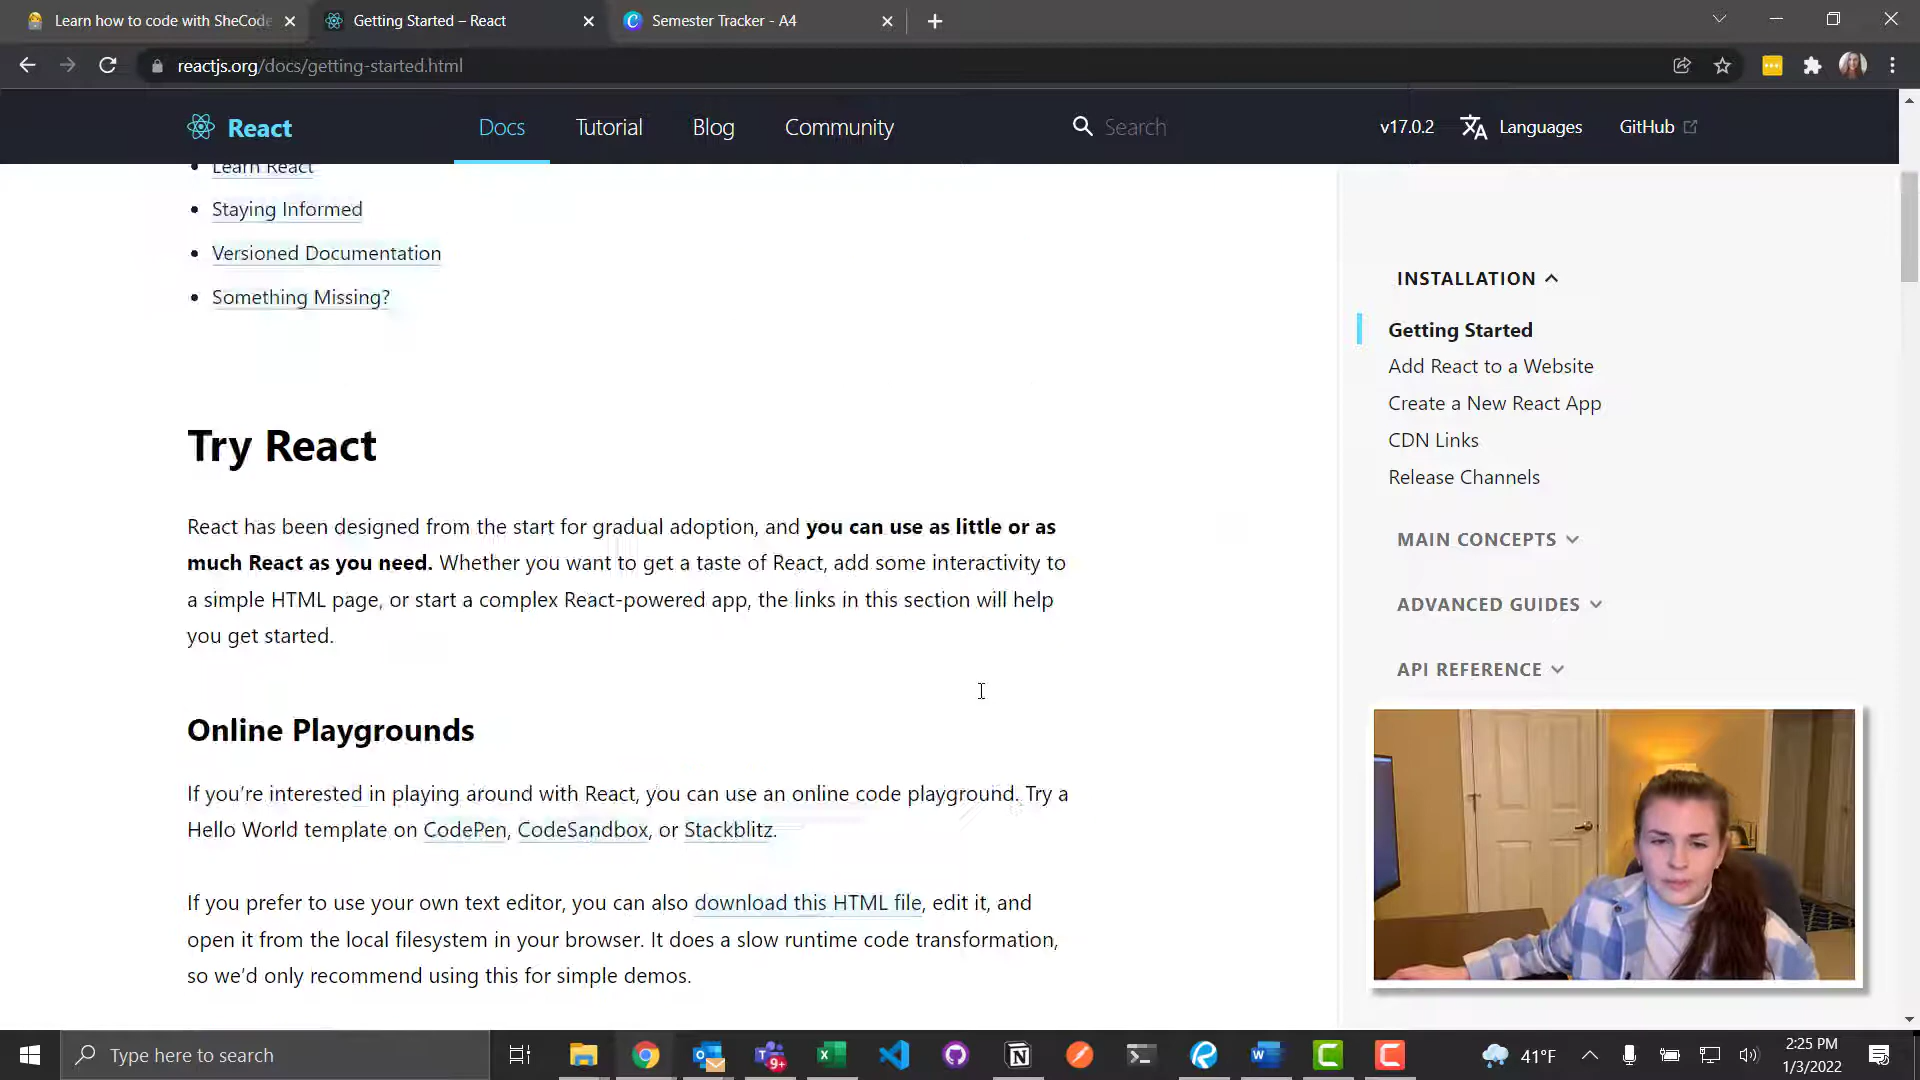 Learn how to code with SheCode
Getting Started – React
Semester Tracker - A4
reactjs.org/docs/getting-started.html
React
Docs
Tutorial
Blog
Community
Search
v17.0.2
Languages
GitHub
Learn React
Staying Informed
Versioned Documentation
Something Missing?
Try React
React has been designed from the start for gradual adoption, and you can use as little or as
much React as you need. Whether you want to get a taste of React, add some interactivity to
a simple HTML page, or start a complex React-powered app, the links in this section will help
you get started.
Online Playgrounds
If you’re interested in playing around with React, you can use an online code playground. Try a
Hello World template on CodePen, CodeSandbox, or Stackblitz.
If you prefer to use your own text editor, you can also download this HTML file, edit it, and
open it from the local filesystem in your browser. It does a slow runtime code transformation,
so we’d only recommend using this for simple demos.
INSTALLATION
Getting Started
Add React to a Website
Create a New React App
CDN Links
Release Channels
MAIN CONCEPTS
ADVANCED GUIDES
API REFERENCE
Type here to search
9+
41°F
2:25 PM
1/3/2022